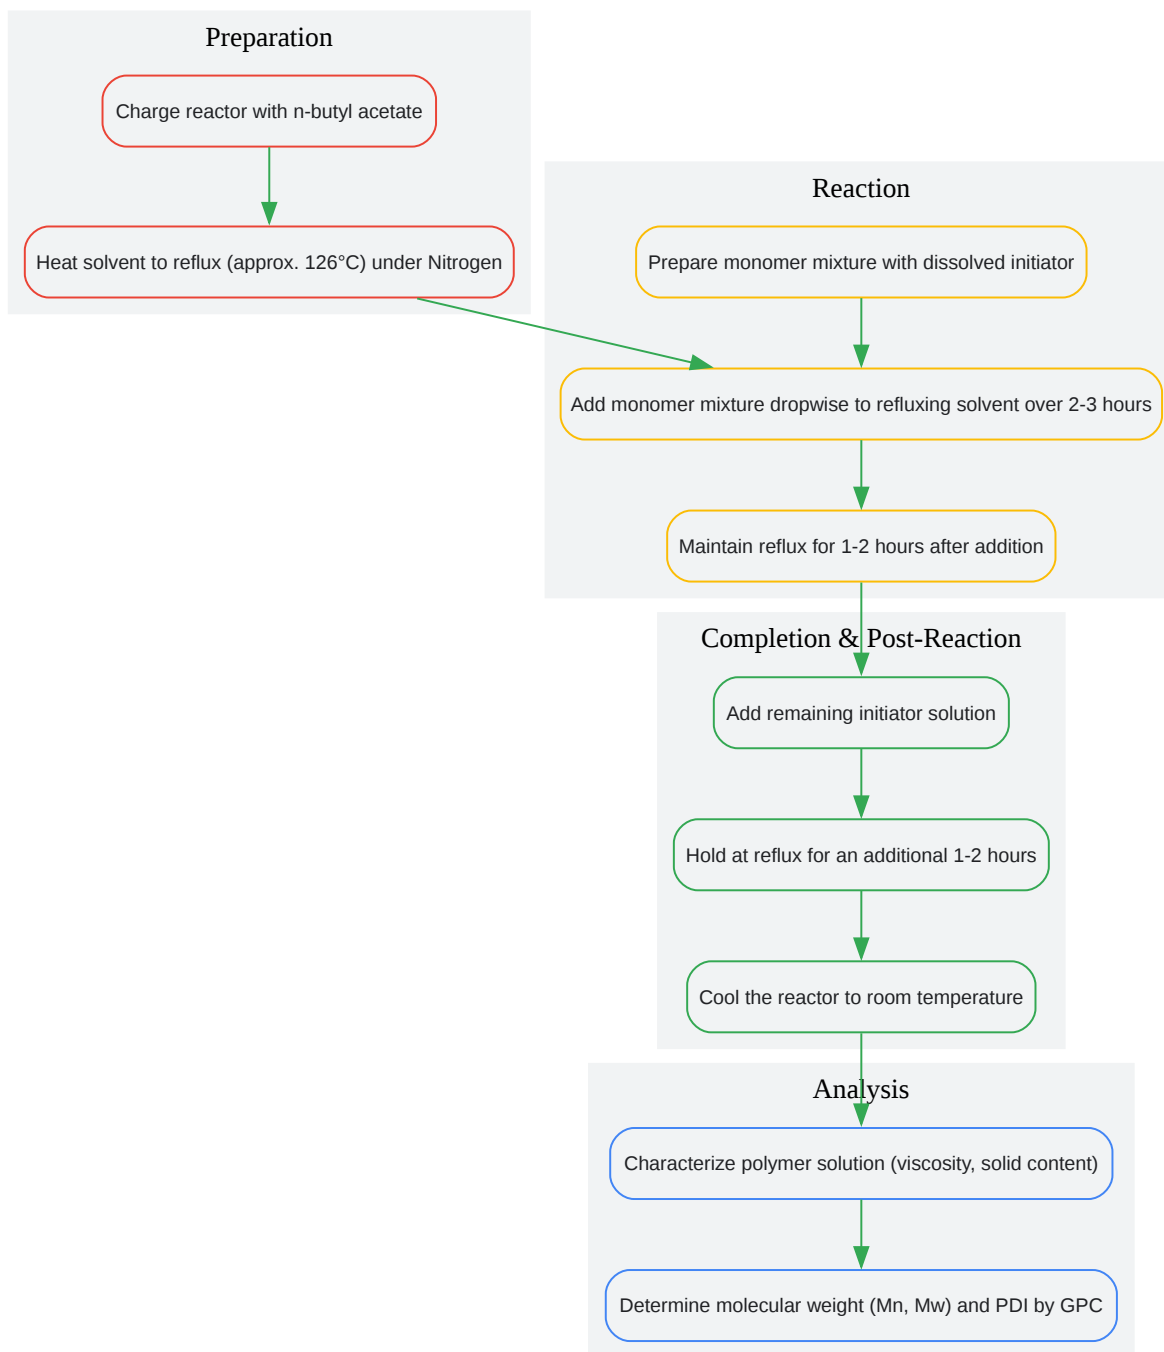 Preparation
Charge reactor with n-butyl acetate
Heat solvent to reflux (approx. 126°C) under Nitrogen
Reaction
Prepare monomer mixture with dissolved initiator
Add monomer mixture dropwise to refluxing solvent over 2-3 hours
Maintain reflux for 1-2 hours after addition
Completion & Post-Reaction
Add remaining initiator solution
Hold at reflux for an additional 1-2 hours
Cool the reactor to room temperature
Analysis
Characterize polymer solution (viscosity, solid content)
Determine molecular weight (Mn, Mw) and PDI by GPC